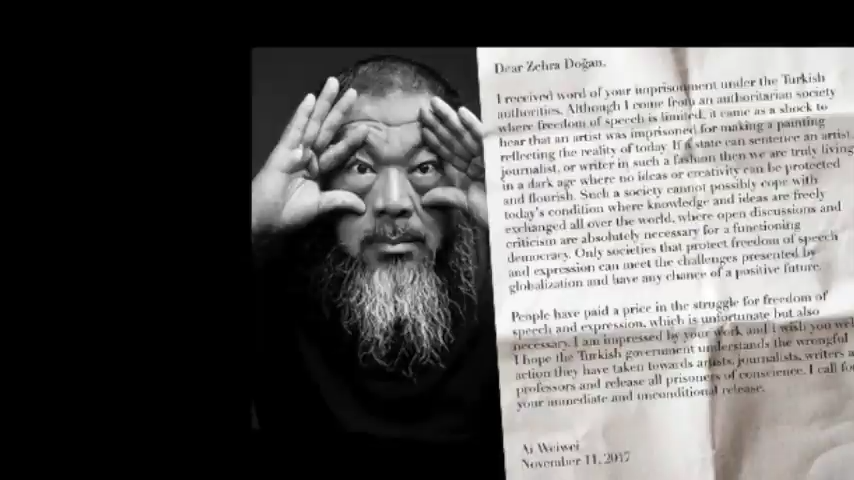 Dear Zehra Doğan,
I received word of your imprisonment under the Turkish
authorities. Although I come from an authoritarian society
where freedom of speech is limited, it came as a shock to
hear that an artist was imprisoned for making a painting
reflecting the reality of today. If a state can sentence an artist,
journalist, or writer in such a fashion then we are truly living
in a dark age where no ideas or creativity can be protected
and flourish. Such a society cannot possibly cope with
today's condition where knowledge and ideas are freely
exchanged all over the world, where open discussions and
criticism are absolutely necessary for a functioning
democracy. Only societies that protect freedom of speech
and expression can meet the challenges presented by
globalization and have any chance of a positive future.
People have paid a price in the struggle for freedom of
speech and expression, which is unfortunate but also
necessary. I am impressed by your work and i wish you wel
I hope the Turkish government understands the wrongful
action they have taken towards artists, journalists, writers a
professors and release all prisoners of conscience. I call fo
your immediate and unconditional release.
Ai Weiwei
November 11, 2017